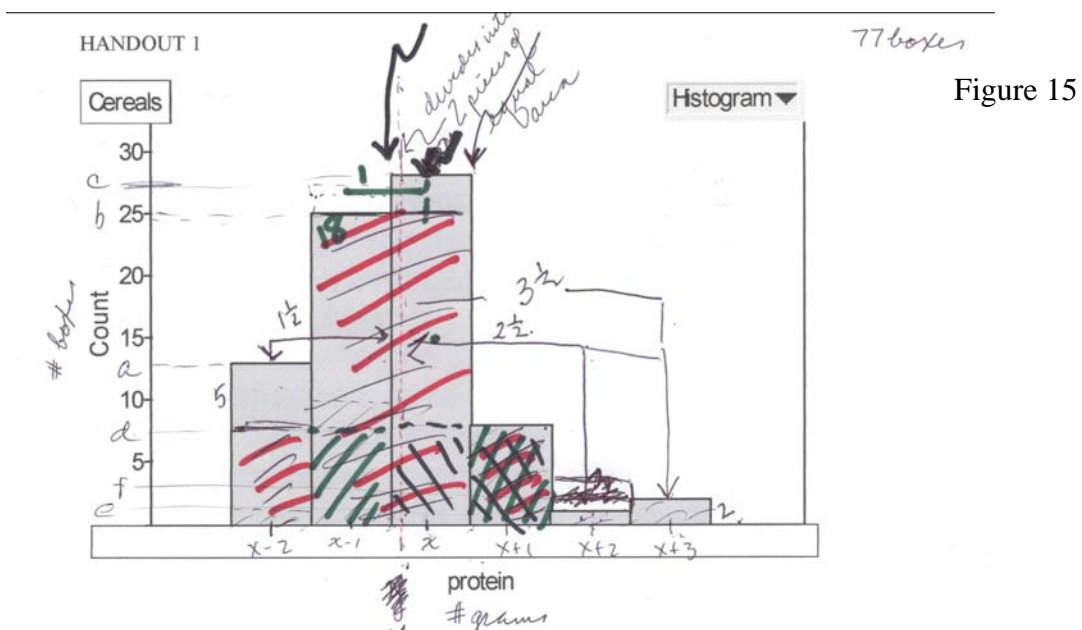 HANDOUT 1
77 boxes
Figure 15
Cereals
Histogram
divides into
2 pieces of
equal
area
30
25
20
15
10
5
c
b
a
d
f
e
# boxes
Count
1
18
1½
3½
2½
5
2
x-2 x-1 x x+1 x+2 x+3
protein
# grams